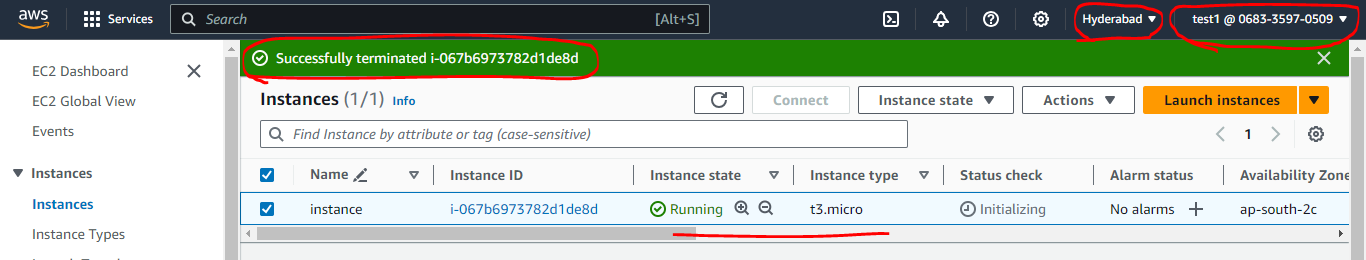 aws Services Search [Alt+S] Hyderabad test1 @ 0683-3597-0509
Successfully terminated i-067b6973782d1de8d
EC2 Dashboard
EC2 Global View
Events
Instances
Instances
Instance Types
Instances (1/1) Info Connect Instance state Actions Launch instances
Find Instance by attribute or tag (case-sensitive) 1
Name Instance ID Instance state Instance type Status check Alarm status Availability Zone
instance i-067b6973782d1de8d Running t3.micro Initializing No alarms ap-south-2c